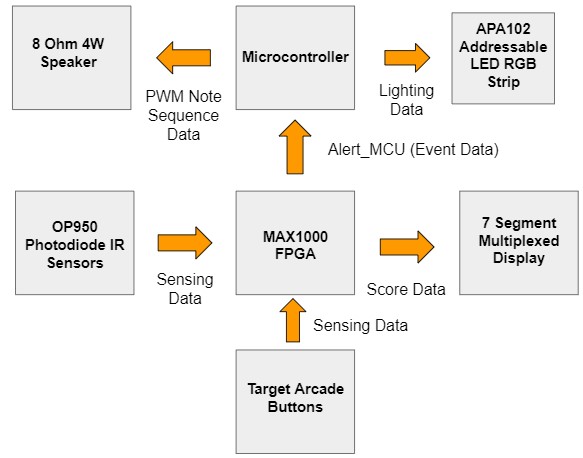 8 Ohm 4W
Speaker
PWM Note
Sequence
Data
Microcontroller
Lighting
Data
APA102
Addressable
LED RGB
Strip
Alert_MCU (Event Data)
OP950
Photodiode IR
Sensors
Sensing
Data
MAX1000
FPGA
Score Data
7 Segment
Multiplexed
Display
Sensing Data
Target Arcade
Buttons